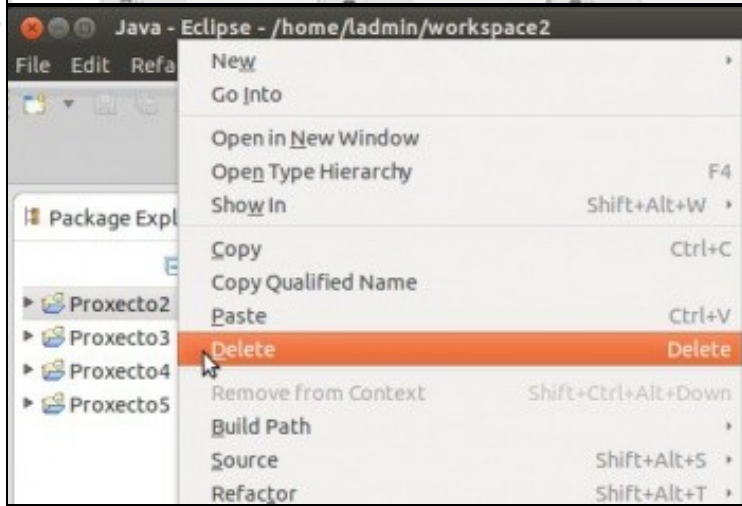 Java - Eclipse - /home/ladmin/workspace2
File Edit Refa
New
Go Into
Open in New Window
Open Type Hierarchy F4
Show In Shift+Alt+W
Package Expl
Copy Ctrl+C
Copy Qualified Name
Proxecto2
Paste Ctrl+V
Proxecto3
Delete Delete
Proxecto4
Remove from Context Shift+Ctrl+Alt+Down
Proxecto5
Build Path
Source Shift+Alt+S
Refactor Shift+Alt+T